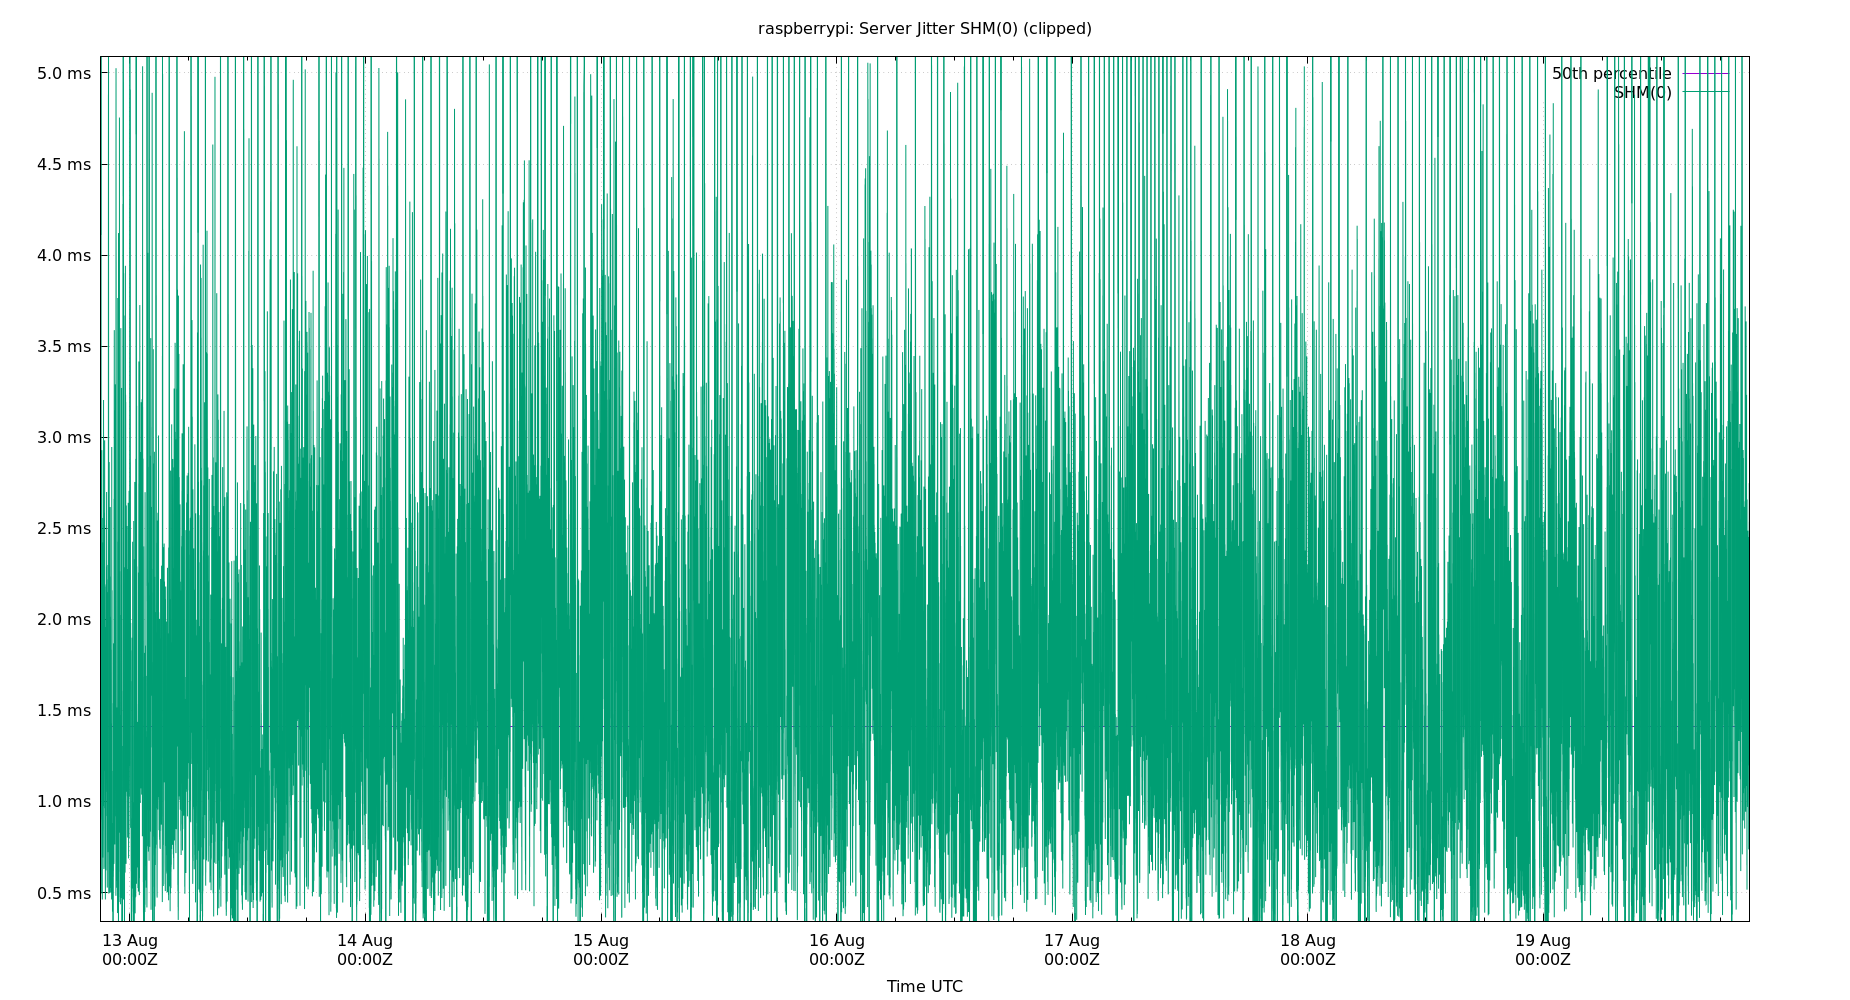 raspberrypi: Server Jitter SHM(0) (clipped)
5.0 ms
50th percentile
SHM(0)
4.5 ms
4.0 ms
3.5 ms
3.0 ms
2.5 ms
2.0 ms
1.5 ms
1.0 ms
0.5 ms
13 Aug 14 Aug 15 Aug 16 Aug 17 Aug 18 Aug 19 Aug
00:00Z 00:00Z 00:00Z 00:00Z 00:00Z 00:00Z 00:00Z
Time UTC